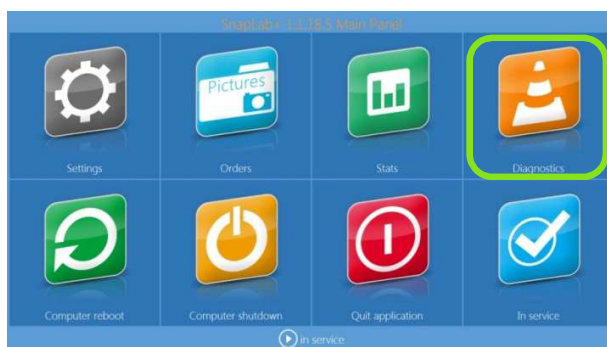 SnapLab+ 1.1.18.5 Main Panel
Pictures
Settings
Orders
Stats
Diagnostics
Computer reboot
Computer shutdown
Quit application
In service
in service